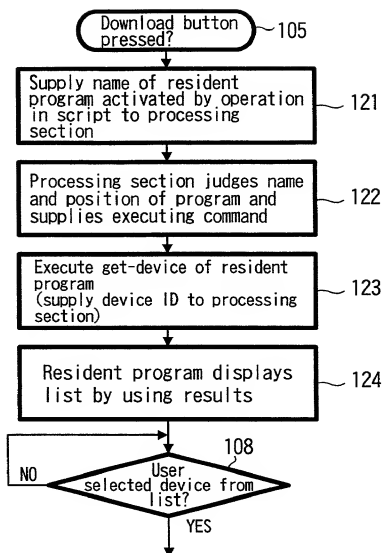 Download button
pressed?
105
Supply name of resident
program activated by operation
in script to processing
section
121
Processing section judges name
and position of program and
supplies executing command
122
Execute get-device of resident
program
(supply device ID to processing
section)
123
Resident program displays
list by using results
124
108
NO
User
selected device from
list?
YES